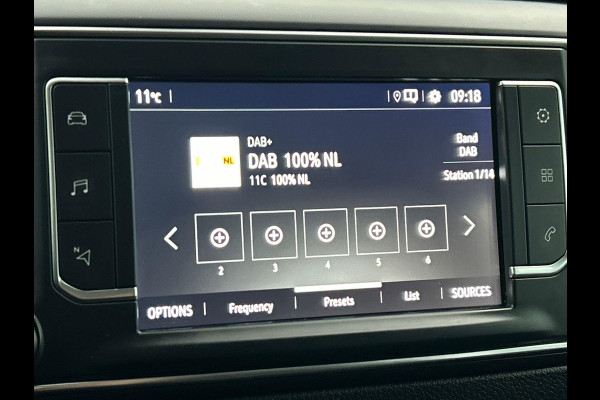 11°C
09:18
NL
DAB+
DAB 100% NL
11C 100% NL
Band
DAB
Station 1/14
2 3 4 5 6
OPTIONS Frequency Presets List SOURCES
N